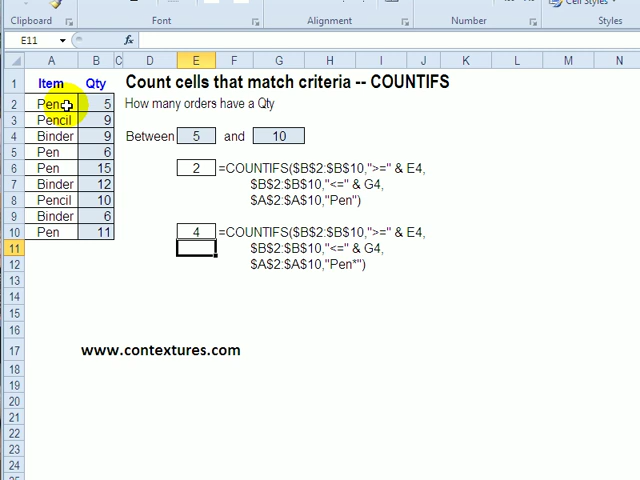 Clipboard Font Alignment Number Cell Styles Styles
E11 fx
A B C D E F G H I J K L M N
1 Item Qty Count cells that match criteria -- COUNTIFS
2 5 How many orders have a Qty
3 Pencil 9
4 Binder 9 Between 5 and 10
5 Pen 6
6 Pen 15 2 =COUNTIFS($B$2:$B$10,">=" & E4,
7 Binder 12 $B$2:$B$10,"<=" & G4,
8 Pencil 10 $A$2:$A$10,"Pen")
9 Binder 6
10 Pen 11 4 =COUNTIFS($B$2:$B$10,">=" & E4,
11 $B$2:$B$10,"<=" & G4,
12 $A$2:$A$10,"Pen*")
13
14
15
16
17 www.contextures.com
18
19
20
21
22
23
24